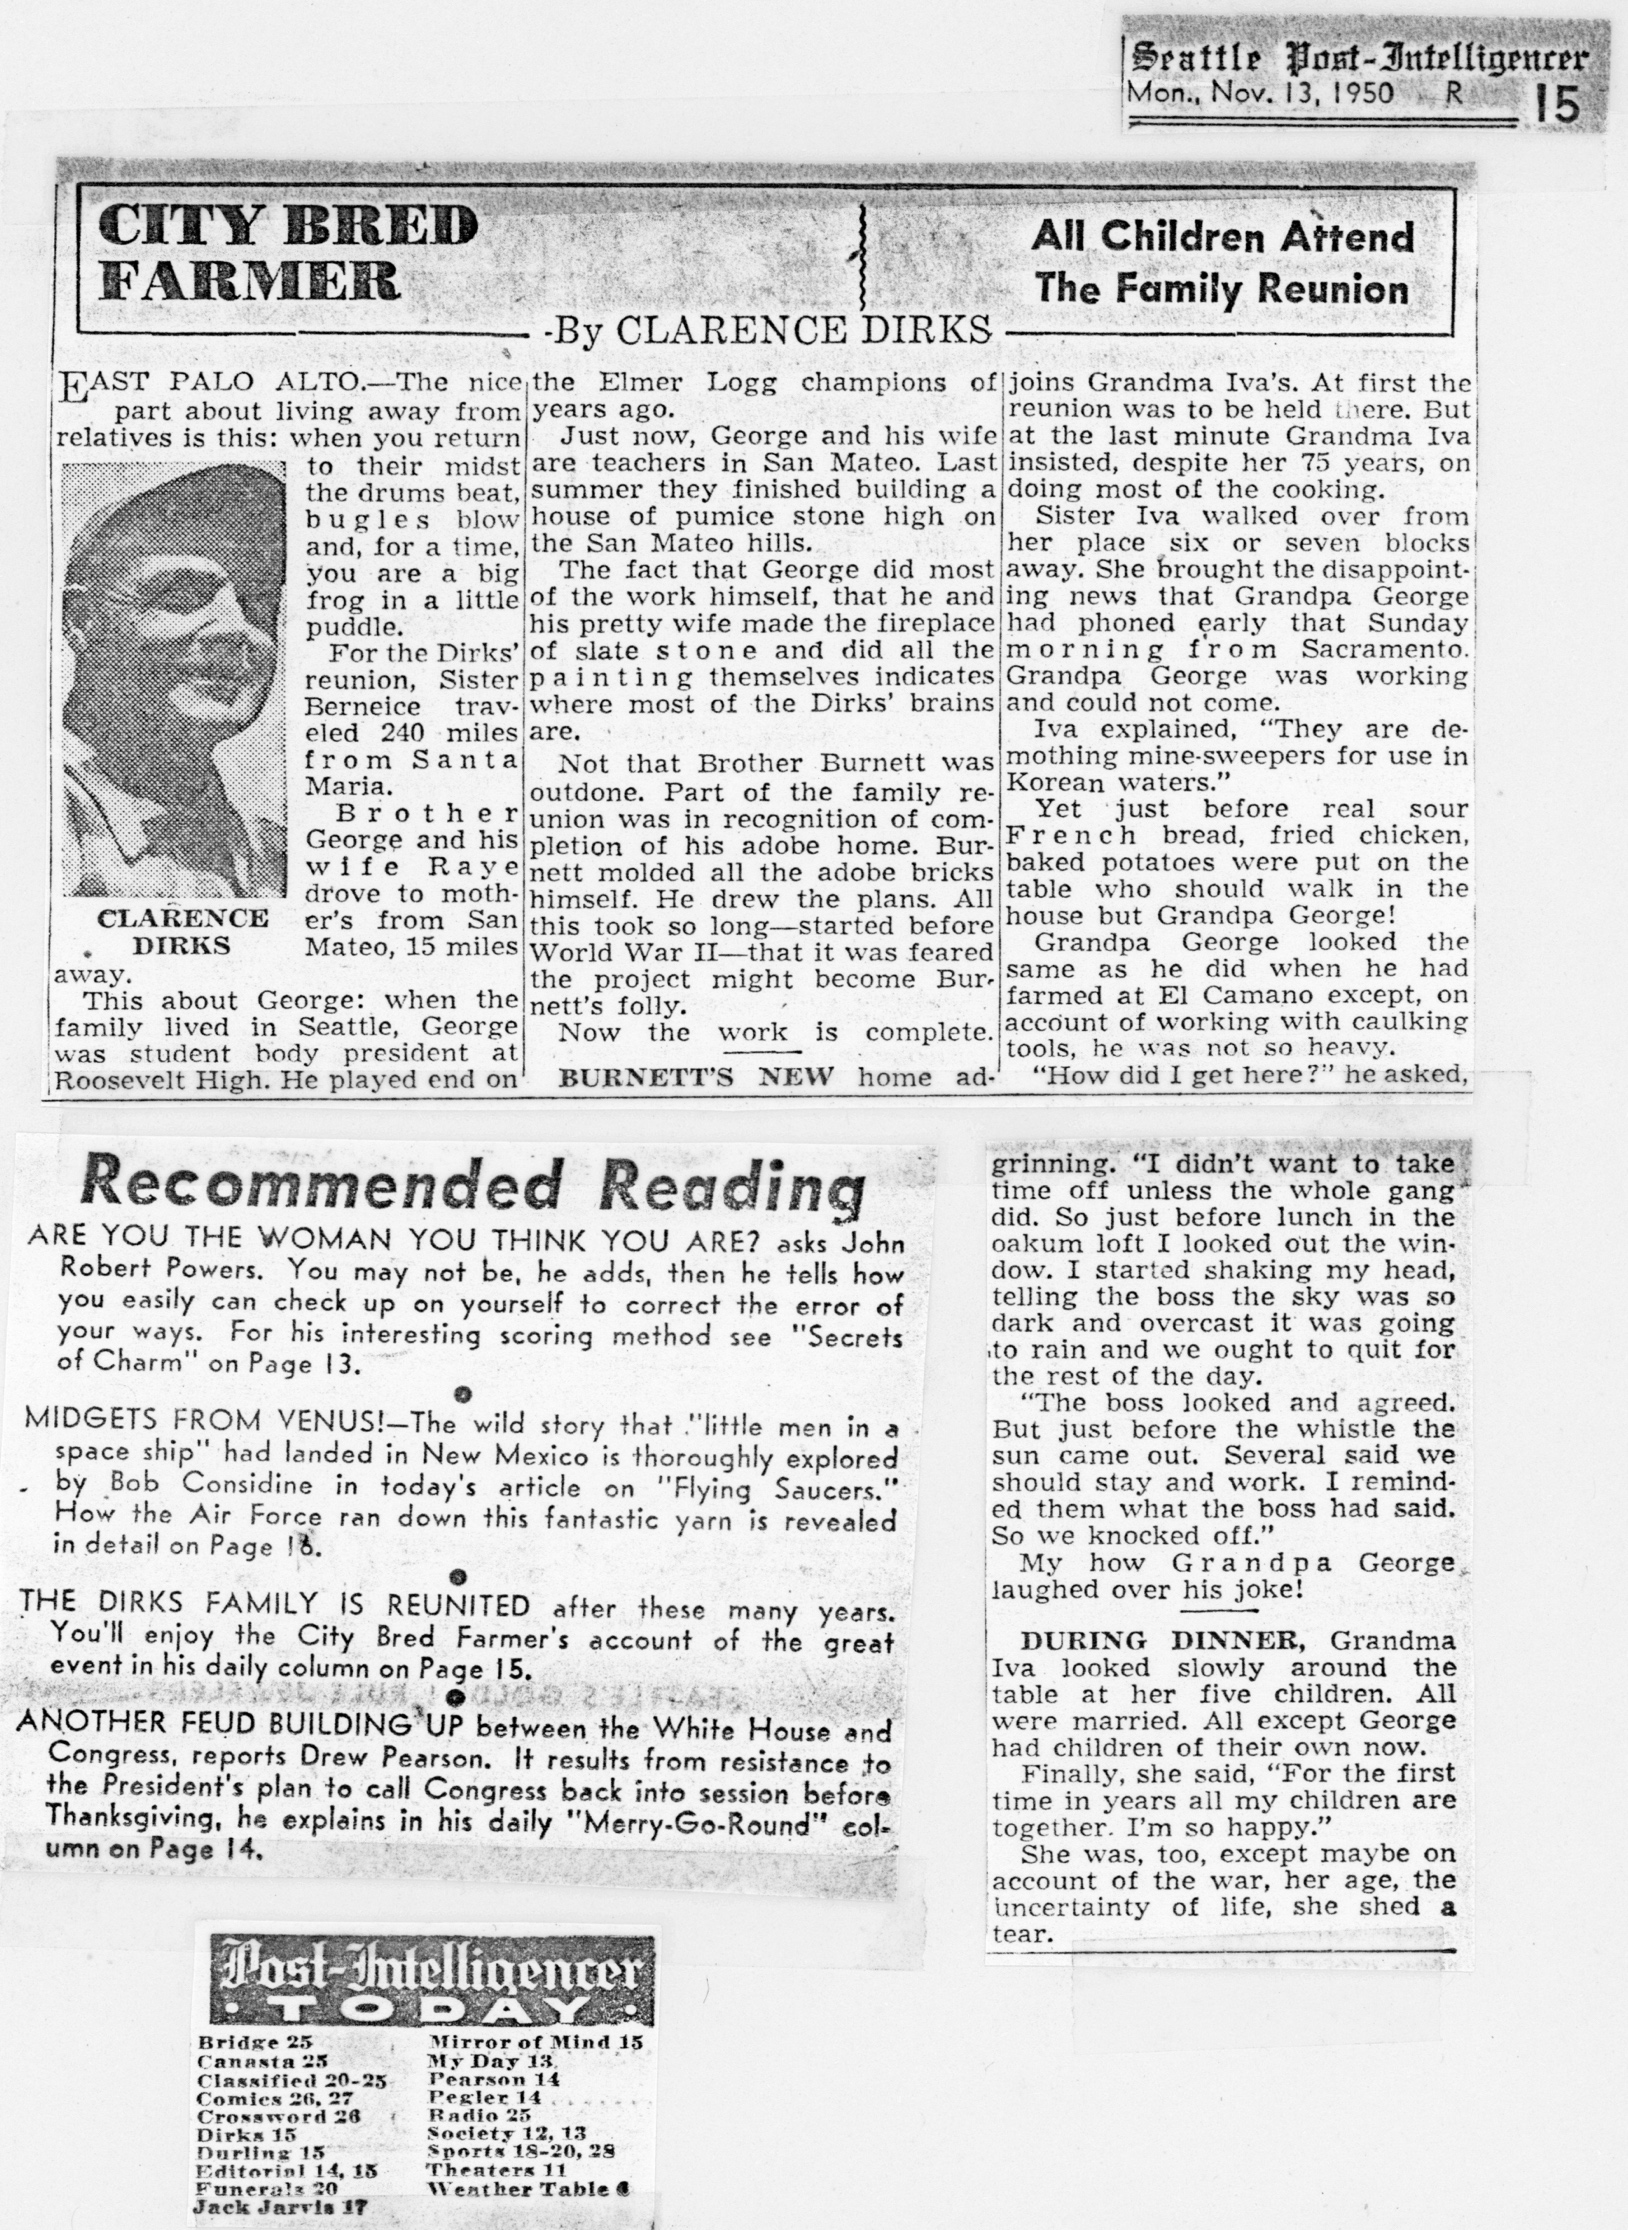 Seattle Post-Intelligencer
Mon., Nov. 13, 1950 R 15
CITY BRED
FARMER
All Children Attend
The Family Reunion
-By CLARENCE DIRKS
EAST PALO ALTO.—The nice
part about living away from
relatives is this: when you return
to their midst
the drums beat,
bugles blow
and, for a time,
you are a big
frog in a little
puddle.
For the Dirks'
reunion, Sister
Berneice trav-
eled 240 miles
from Santa
Maria.
Brother
George and his
wife Raye
drove to moth-
er's from San
Mateo, 15 miles
CLARENCE
DIRKS
away.
This about George: when the
family lived in Seattle, George
was student body president at
Roosevelt High. He played end on
the Elmer Logg champions of
years ago.
Just now, George and his wife
are teachers in San Mateo. Last
summer they finished building a
house of pumice stone high on
the San Mateo hills.
The fact that George did most
of the work himself, that he and
his pretty wife made the fireplace
of slate stone and did all the
painting themselves indicates
where most of the Dirks' brains
are.
Not that Brother Burnett was
outdone. Part of the family re-
union was in recognition of com-
pletion of his adobe home. Bur-
nett molded all the adobe bricks
himself. He drew the plans. All
this took so long—started before
World War II—that it was feared
the project might become Bur-
nett's folly.
Now the work is complete.
BURNETT'S NEW home ad-
joins Grandma Iva's. At first the
reunion was to be held there. But
at the last minute Grandma Iva
insisted, despite her 75 years, on
doing most of the cooking.
Sister Iva walked over from
her place six or seven blocks
away. She brought the disappoint-
ing news that Grandpa George
had phoned early that Sunday
morning from Sacramento.
Grandpa George was working
and could not come.
Iva explained, "They are de-
mothing mine-sweepers for use in
Korean waters."
Yet just before real sour
French bread, fried chicken,
baked potatoes were put on the
table who should walk in the
house but Grandpa George!
Grandpa George looked the
same as he did when he had
farmed at El Camano except, on
account of working with caulking
tools, he was not so heavy.
"How did I get here?" he asked,
grinning. "I didn't want to take
time off unless the whole gang
did. So just before lunch in the
oakum loft I looked out the win-
dow. I started shaking my head,
telling the boss the sky was so
dark and overcast it was going
to rain and we ought to quit for
the rest of the day.
"The boss looked and agreed.
But just before the whistle the
sun came out. Several said we
should stay and work. I remind-
ed them what the boss had said.
So we knocked off."
My how Grandpa George
laughed over his joke!
DURING DINNER, Grandma
Iva looked slowly around the
table at her five children. All
were married. All except George
had children of their own now.
Finally, she said, "For the first
time in years all my children are
together. I'm so happy."
She was, too, except maybe on
account of the war, her age, the
uncertainty of life, she shed a
tear.
Recommended Reading
ARE YOU THE WOMAN YOU THINK YOU ARE? asks John
Robert Powers. You may not be, he adds, then he tells how
you easily can check up on yourself to correct the error of
your ways. For his interesting scoring method see "Secrets
of Charm" on Page 13.
MIDGETS FROM VENUS!—The wild story that "little men in a
space ship" had landed in New Mexico is thoroughly explored
by Bob Considine in today's article on "Flying Saucers."
How the Air Force ran down this fantastic yarn is revealed
in detail on Page 16.
THE DIRKS FAMILY IS REUNITED after these many years.
You'll enjoy the City Bred Farmer's account of the great
event in his daily column on Page 15.
ANOTHER FEUD BUILDING UP between the White House and
Congress, reports Drew Pearson. It results from resistance to
the President's plan to call Congress back into session before
Thanksgiving, he explains in his daily "Merry-Go-Round" col-
umn on Page 14.
Post-Intelligencer
TODAY
Bridge 25
Canasta 25
Classified 20-25
Comics 26, 27
Crossword 26
Dirks 15
Durling 15
Editorial 14, 15
Funerals 20
Jack Jarvis 17
Mirror of Mind 15
My Day 13
Pearson 14
Pegler 14
Radio 25
Society 12, 13
Sports 18-20, 28
Theaters 11
Weather Table